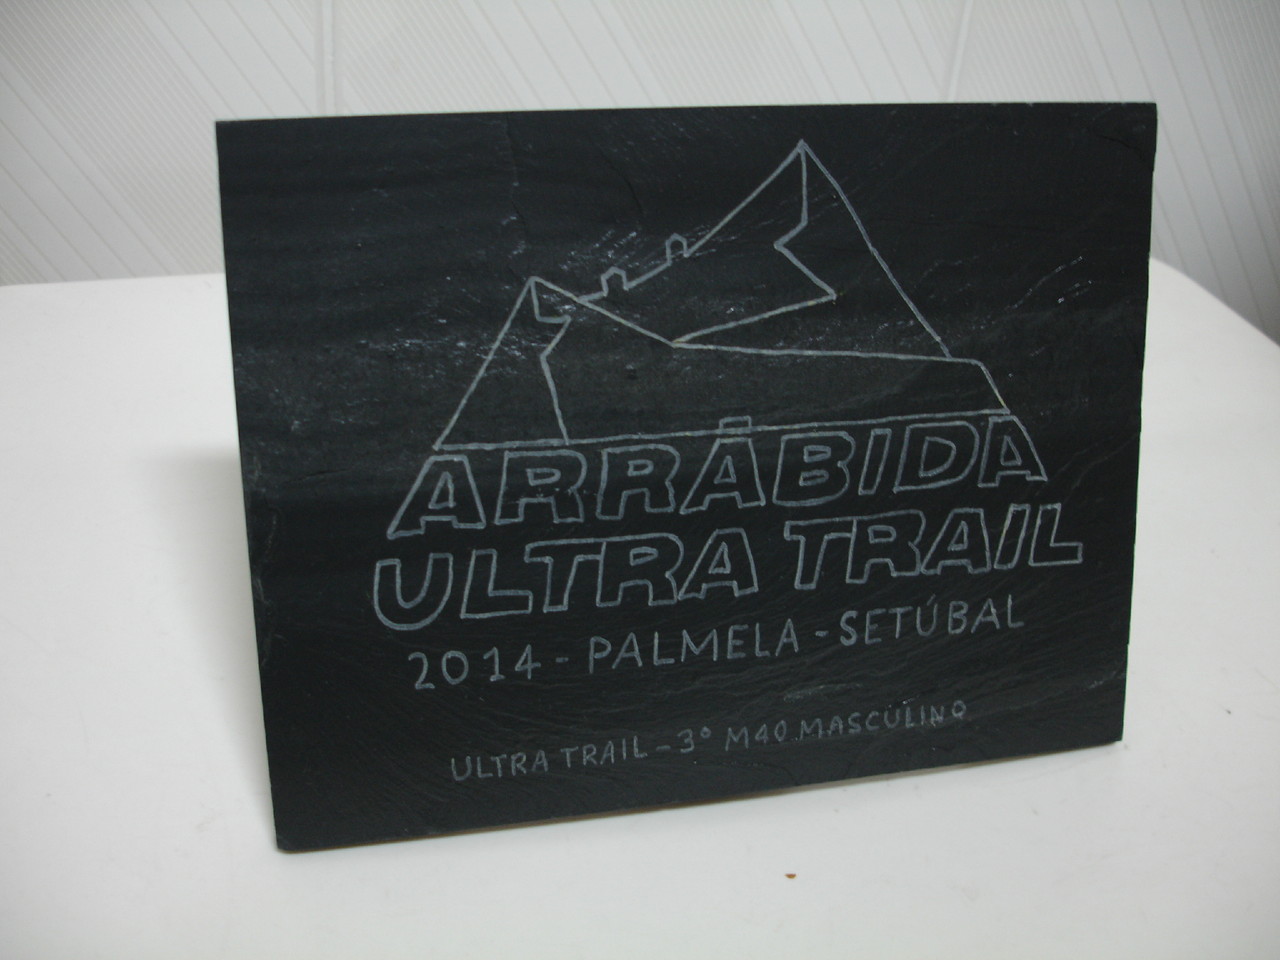 ARRÁBIDA
ULTRA TRAIL
2014 - PALMELA - SETÚBAL
ULTRA TRAIL - 3º M40 MASCULINO